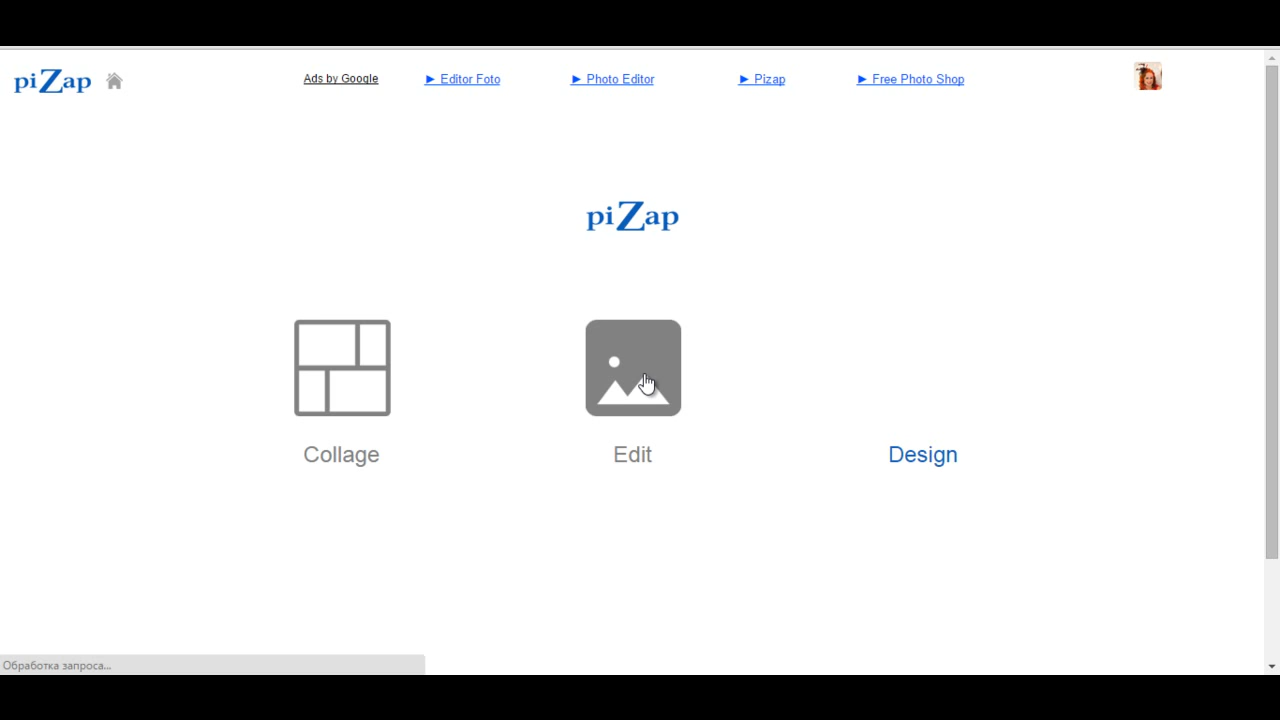 piZap
Ads by Google
► Editor Foto
► Photo Editor
► Pizap
► Free Photo Shop
piZap
Collage
Edit
Design
Обработка запроса...